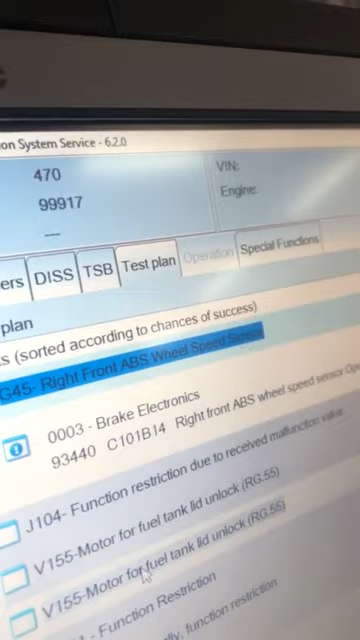 on System Service - 6.2.0
470
VIN:
99917
Engine:
---
ers DISS TSB Test plan Operation Special Functions
plan
s (sorted according to chances of success)
G45- Right Front ABS Wheel Speed Sensor
0003 - Brake Electronics
93440 C101B14 Right front ABS wheel speed sensor Ope
J104- Function restriction due to received malfunction value
V155-Motor for fuel tank lid unlock (RG.55)
V155-Motor for fuel tank lid unlock (RG.55)
- Function Restriction
function restriction